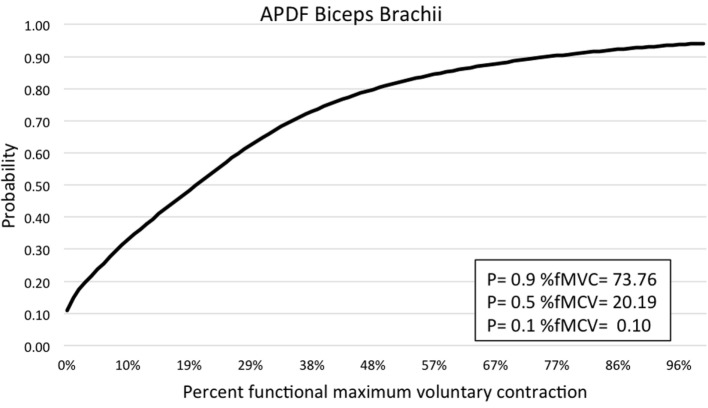 APDF Biceps Brachii
1.00
0.90
0.80
0.70
0.60
0.50
0.40
0.30
0.20
0.10
0.00
Probability
P= 0.9 %fMVC= 73.76
P= 0.5 %fMCV= 20.19
P= 0.1 %fMCV= 0.10
0% 10% 19% 29% 38% 48% 57% 67% 77% 86% 96%
Percent functional maximum voluntary contraction